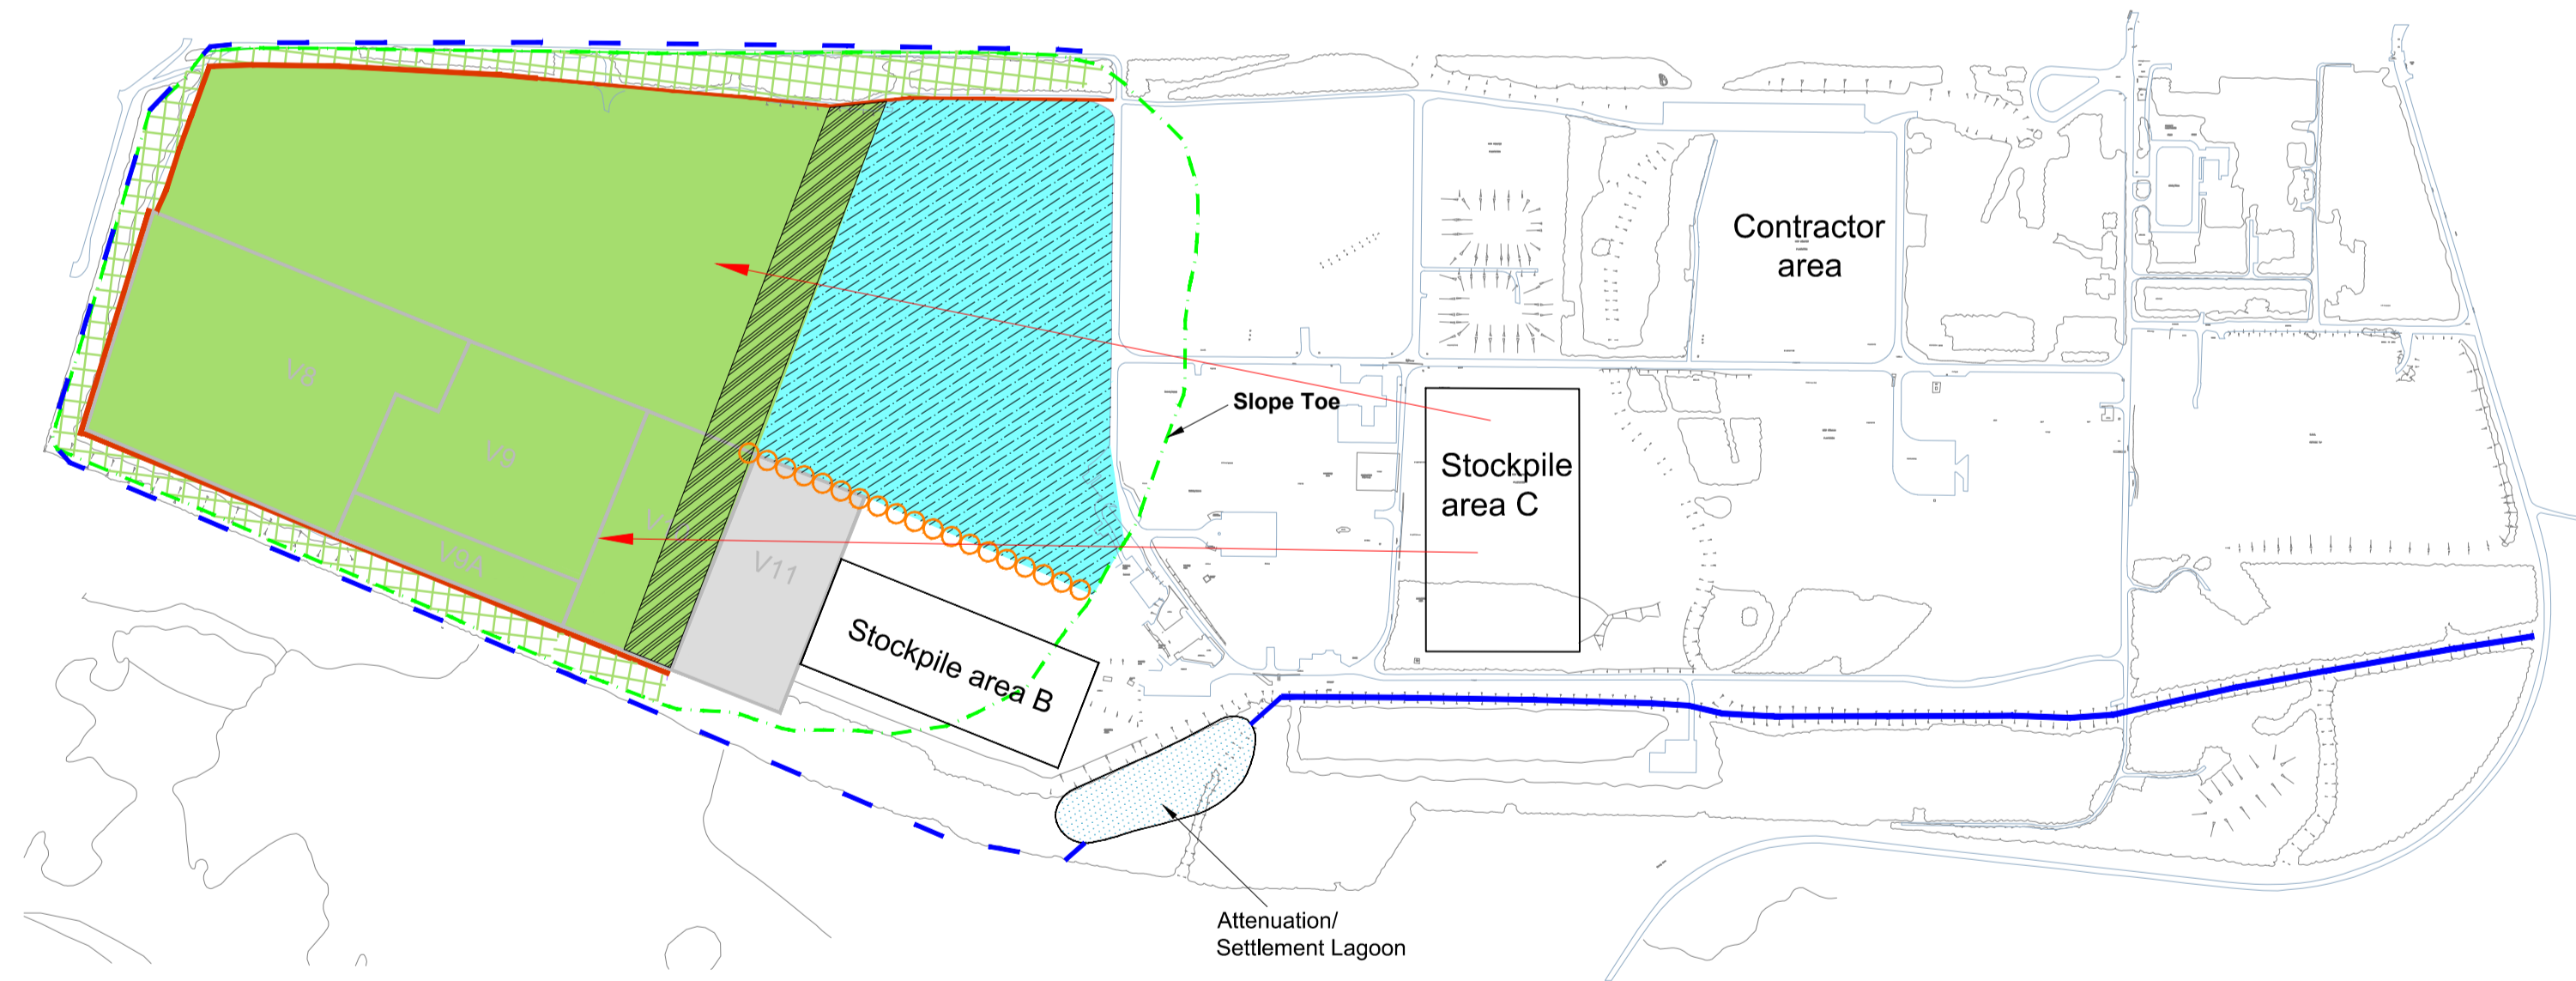 Contractor
area
V8
Slope Toe
V9
Stockpile
area C
V9A
V11
Stockpile area B
Attenuation/
Settlement Lagoon